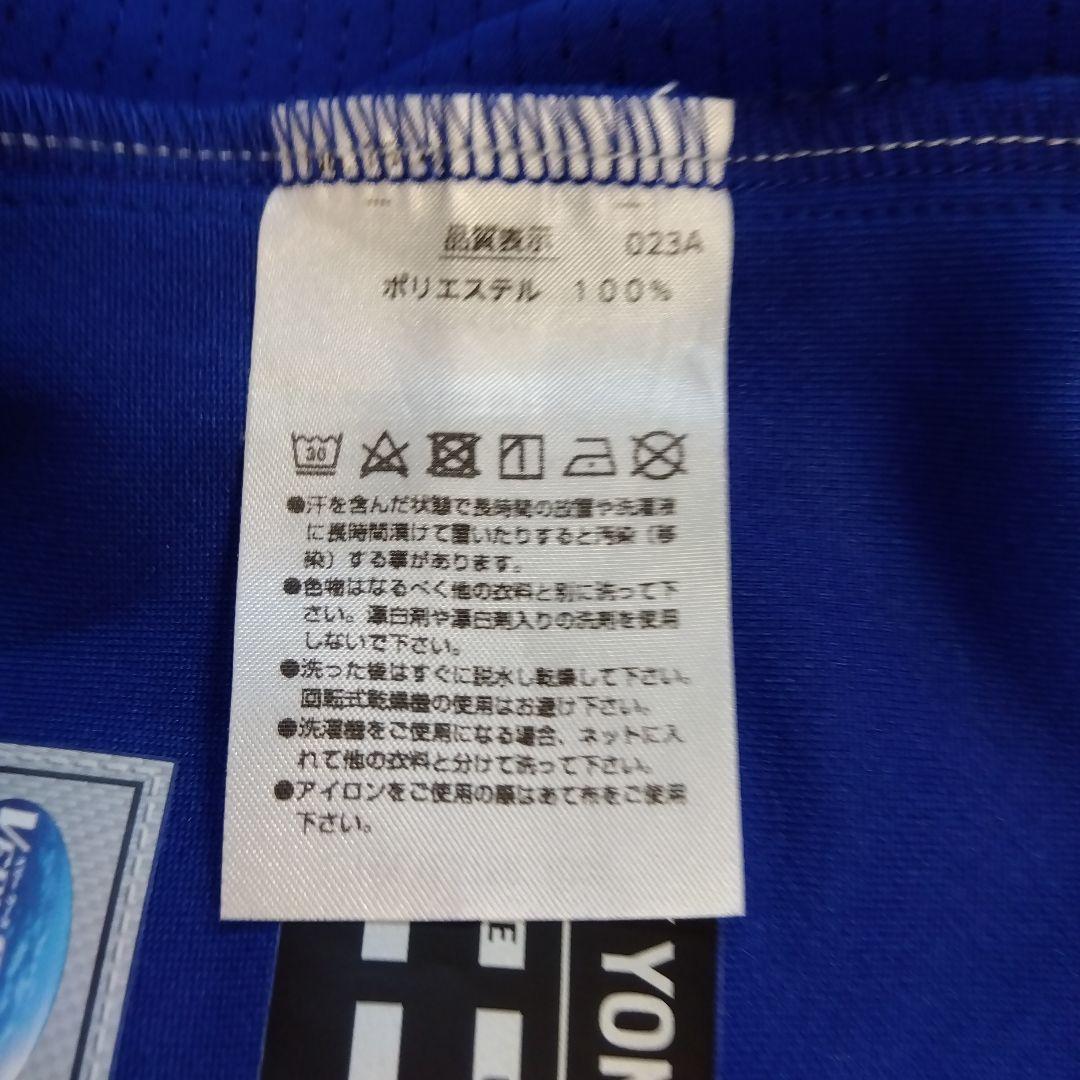 品質表示 023A
ポリエステル 100%
30
●汗を含んだ状態で長時間の放置や洗濯液
に長時間漬けて置いたりすると汚染（移
染）する事があります。
●色物はなるべく他の衣料と別に洗って下
さい。漂白剤や漂白剤入りの洗剤を使用
しないで下さい。
●洗った後はすぐに脱水し乾燥して下さい。
回転式乾燥機の使用はお避け下さい。
●洗濯機をご使用になる場合、ネットに入
れて他の衣料と分けて洗って下さい。
●アイロンをご使用の際はあて布をご使用
下さい。
E
YON